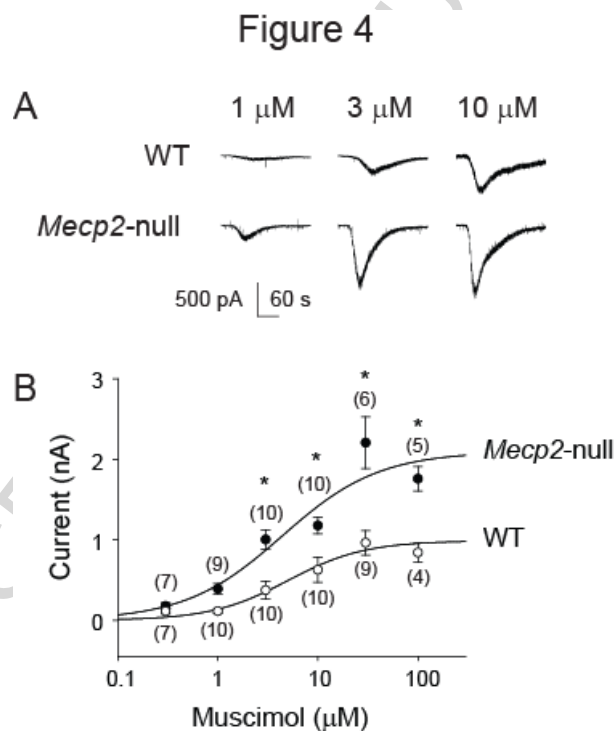 Figure 4
A
1 μM 3 μM 10 μM
WT
Mecp2-null
500 pA 60 s
B
3
2
1
0
Current (nA)
*
(6)
*
(5)
*
(10)
*
(10)
(9)
(7)
Mecp2-null
WT
(7)
(10)
(10)
(10)
(9)
(4)
0.1 1 10 100
Muscimol (μM)